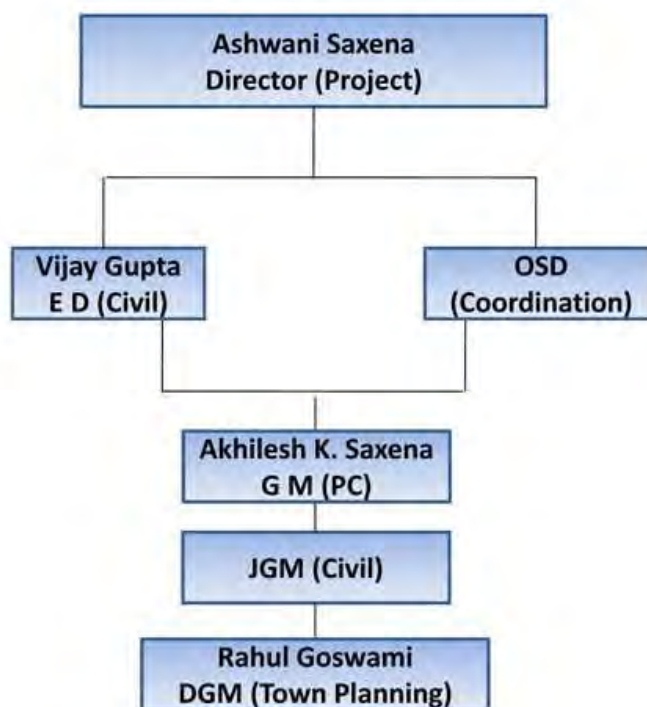 Ashwani Saxena
Director (Project)
Vijay Gupta
E D (Civil)
OSD
(Coordination)
Akhilesh K. Saxena
G M (PC)
JGM (Civil)
Rahul Goswami
DGM (Town Planning)